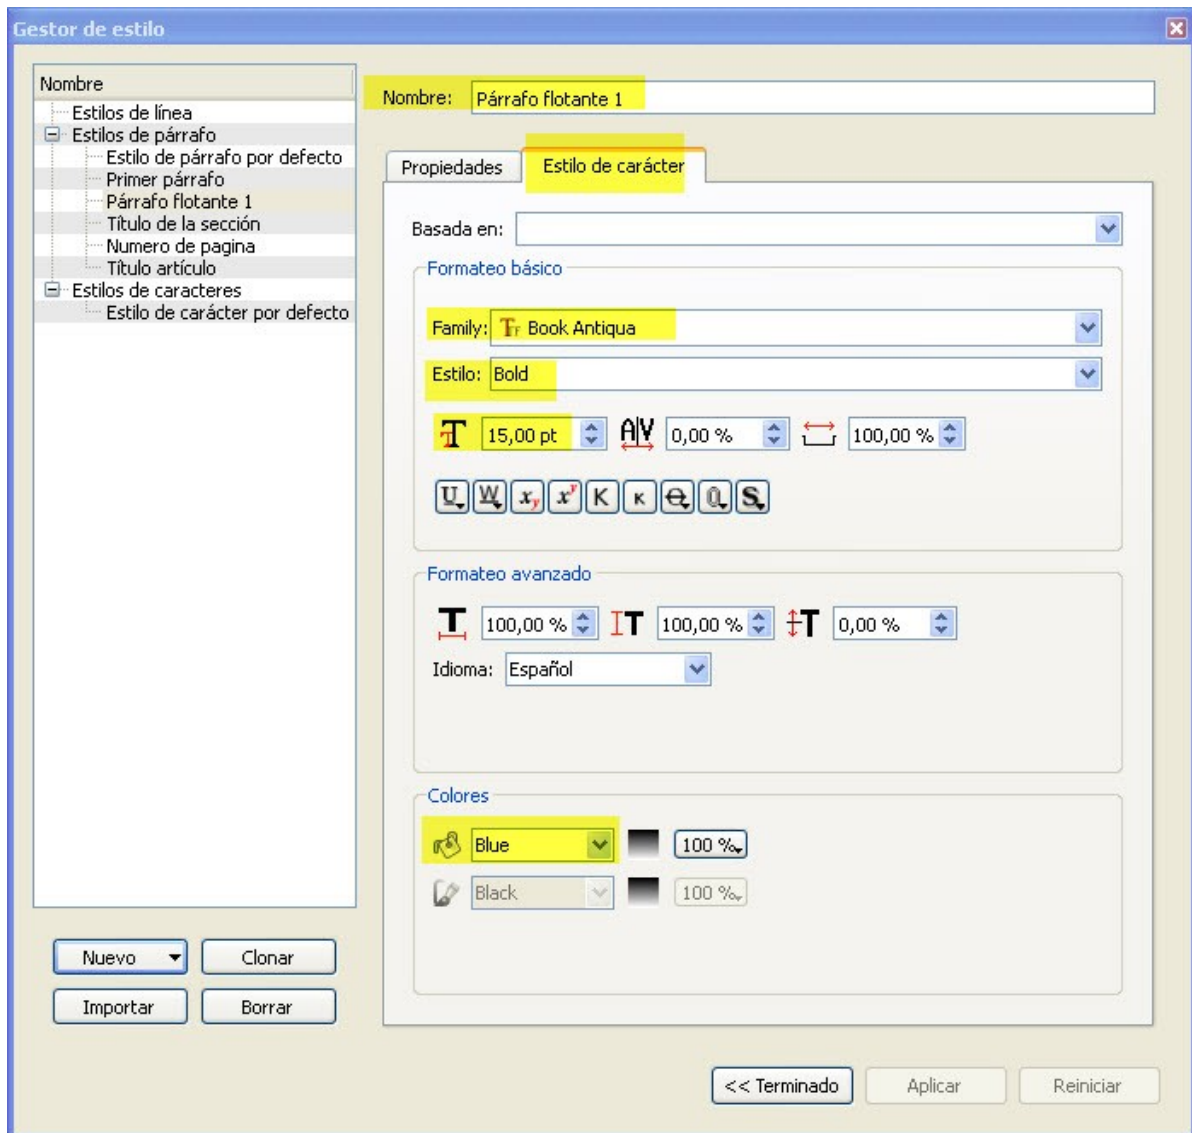 Gestor de estilo
Nombre
Estilos de línea
Estilos de párrafo
Estilo de párrafo por defecto
Primer párrafo
Párrafo flotante 1
Título de la sección
Numero de pagina
Título artículo
Estilos de caracteres
Estilo de carácter por defecto
Nuevo Clonar
Importar Borrar
Nombre: Párrafo flotante 1
Propiedades Estilo de carácter
Basada en:
Formateo básico
Family: Book Antiqua
Estilo: Bold
15,00 pt 0,00 % 100,00 %
U W x y x y K K O O S
Formateo avanzado
100,00 % 100,00 % 0,00 %
Idioma: Español
Colores
Blue 100 %
Black 100 %
<< Terminado Aplicar Reiniciar